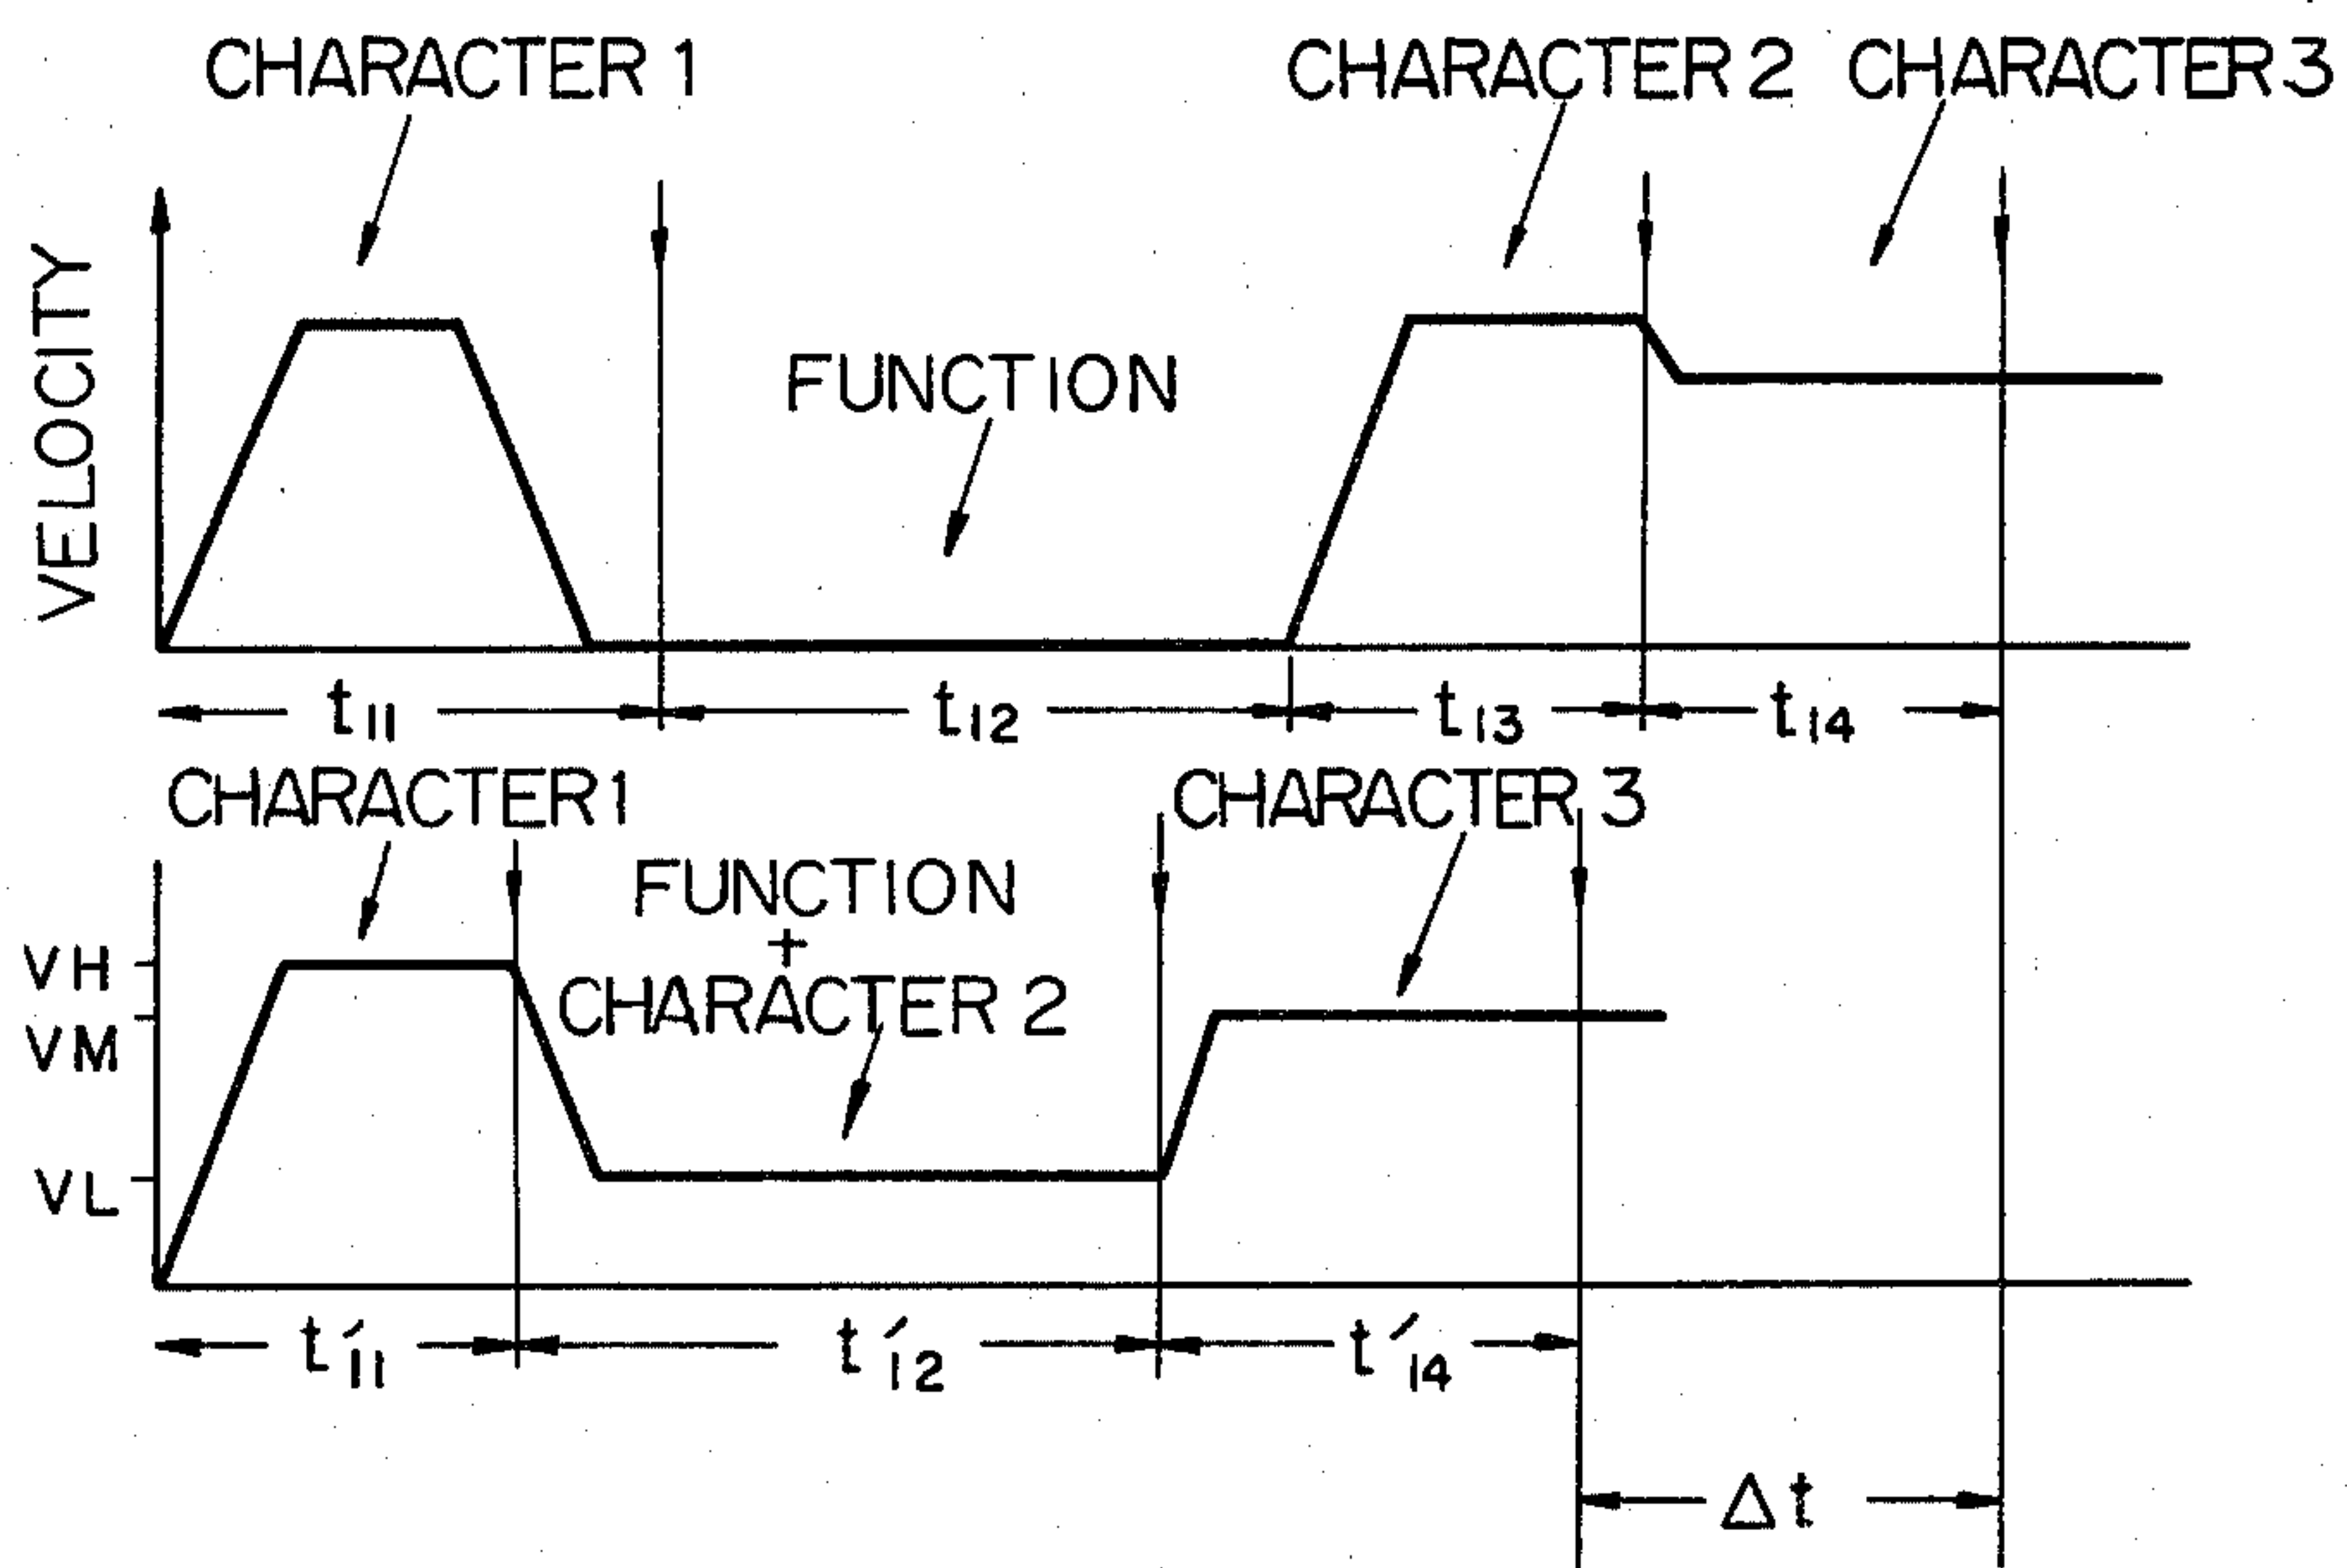 CHARACTER 1
CHARACTER 2
CHARACTER 3
VELOCITY
FUNCTION
t11
t12
t13
t14
CHARACTER 1
CHARACTER 3
FUNCTION
+
CHARACTER 2
VH
VM
VL
t'11
t'12
t'14
Δt